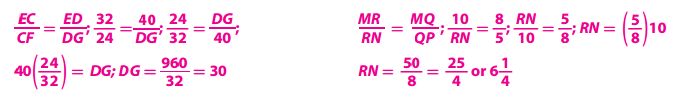 EC/CF = ED/DG; 32/24 = 40/DG; 24/32 = DG/40;
40(24/32) = DG; DG = 960/32 = 30
MR/RN = MQ/QP; 10/RN = 8/5; RN/10 = 5/8; RN = (5/8)10
RN = 50/8 = 25/4 or 6 1/4